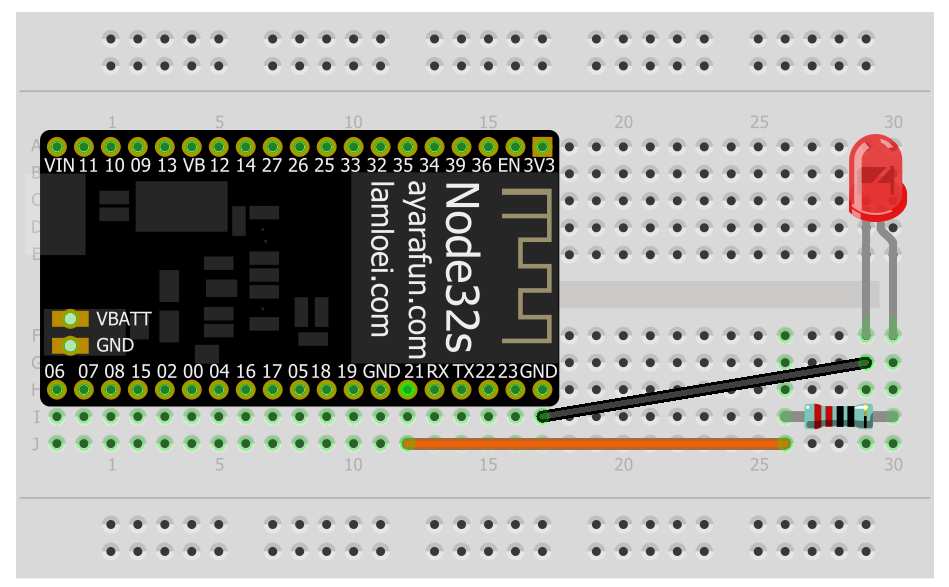 1 5 10 15 20 25 30
A
B
C
D
E
VIN 11 10 09 13 VB 12 14 27 26 25 33 32 35 34 39 36 EN 3V3
Node32s
ayarafun.com
lamloei.com
VBATT
GND
06 07 08 15 02 00 04 16 17 05 18 19 GND 21 RX TX 22 23 GND
F
G
H
I
J
1 5 10 15 20 25 30